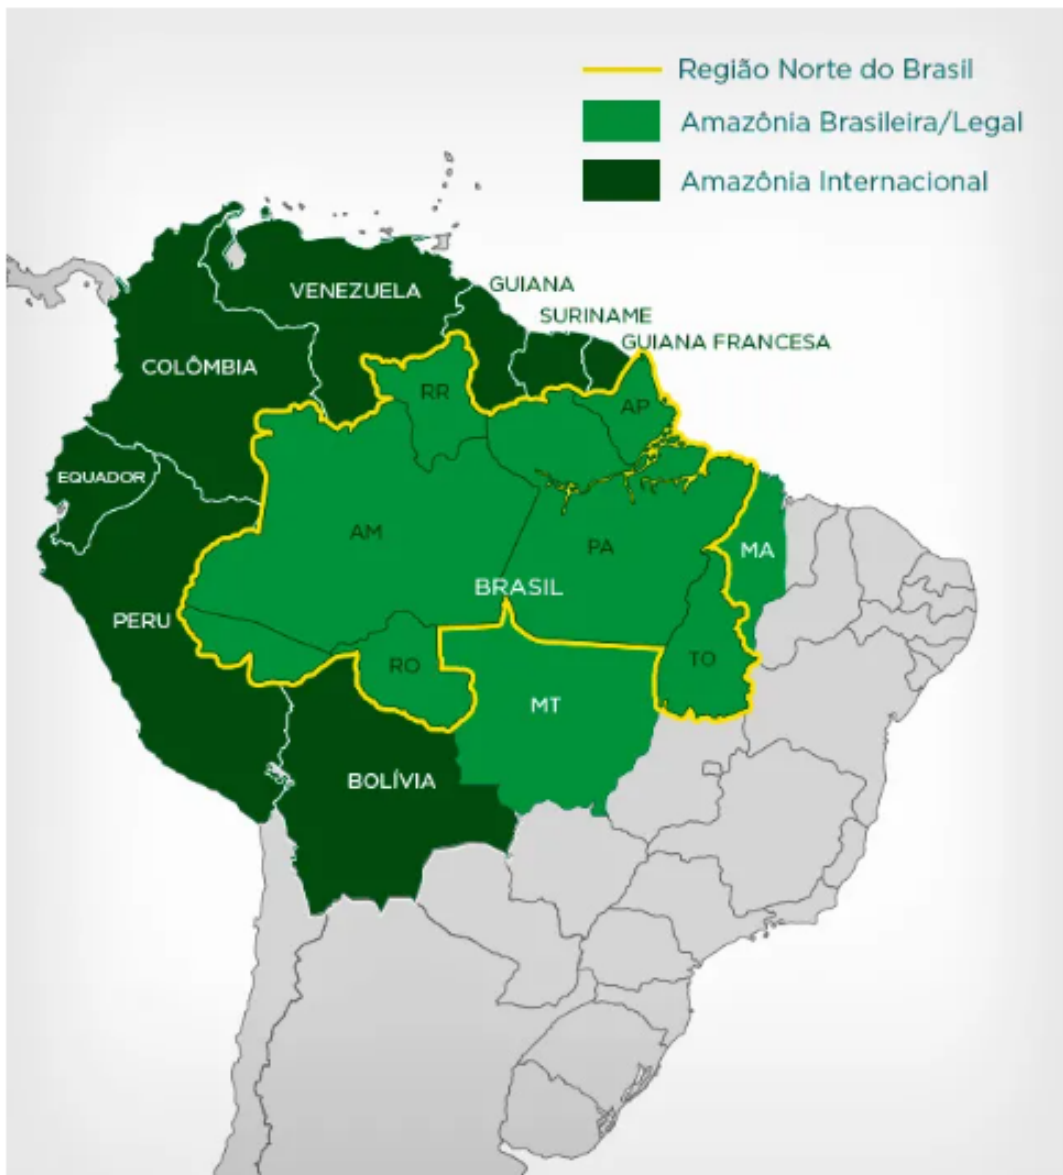 Região Norte do Brasil
Amazônia Brasileira/Legal
Amazônia Internacional
VENEZUELA
GUIANA
SURINAME
GUIANA FRANCESA
COLÔMBIA
RR
AP
EQUADOR
AM
PA
MA
BRASIL
PERU
RO
TO
MT
BOLÍVIA